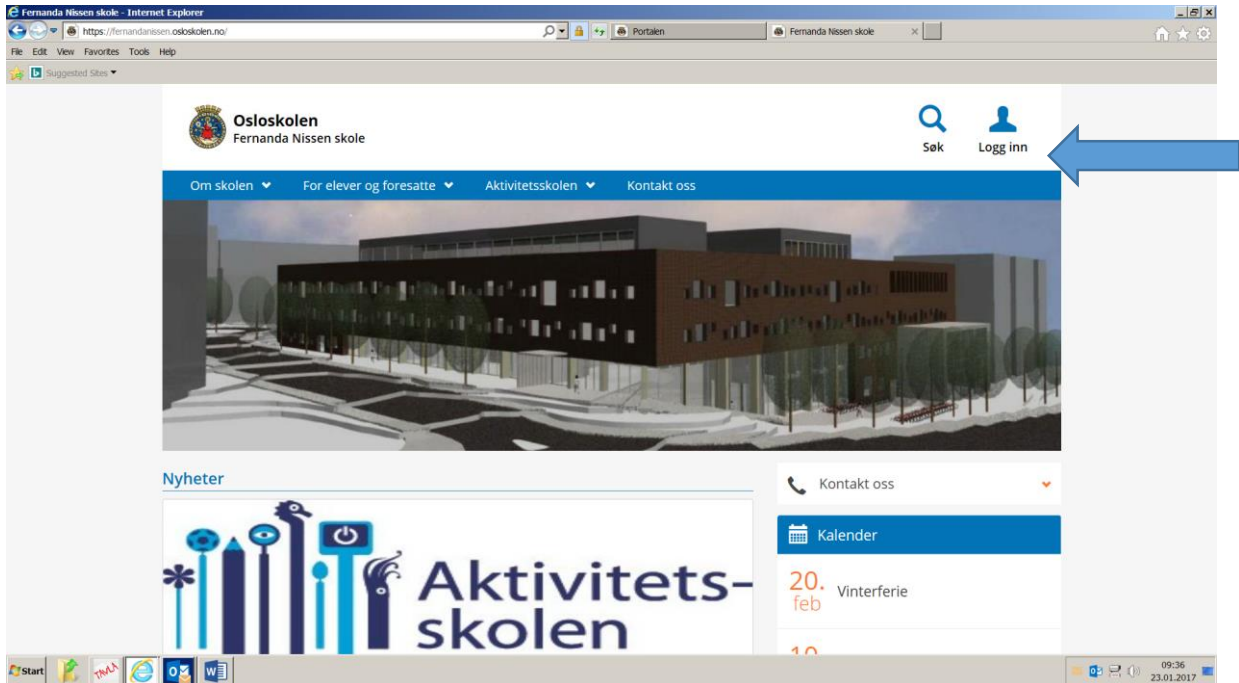 Fernanda Nissen skole - Internet Explorer
https://fernandanissen.osloskolen.no/
Portalen
Fernanda Nissen skole
File Edit View Favorites Tools Help
Suggested Sites
Osloskolen
Fernanda Nissen skole
Søk
Logg inn
Om skolen
For elever og foresatte
Aktivitetsskolen
Kontakt oss
Nyheter
Aktivitets-
skolen
Kontakt oss
Kalender
20.
feb
Vinterferie
Start
09:36
23.01.2017